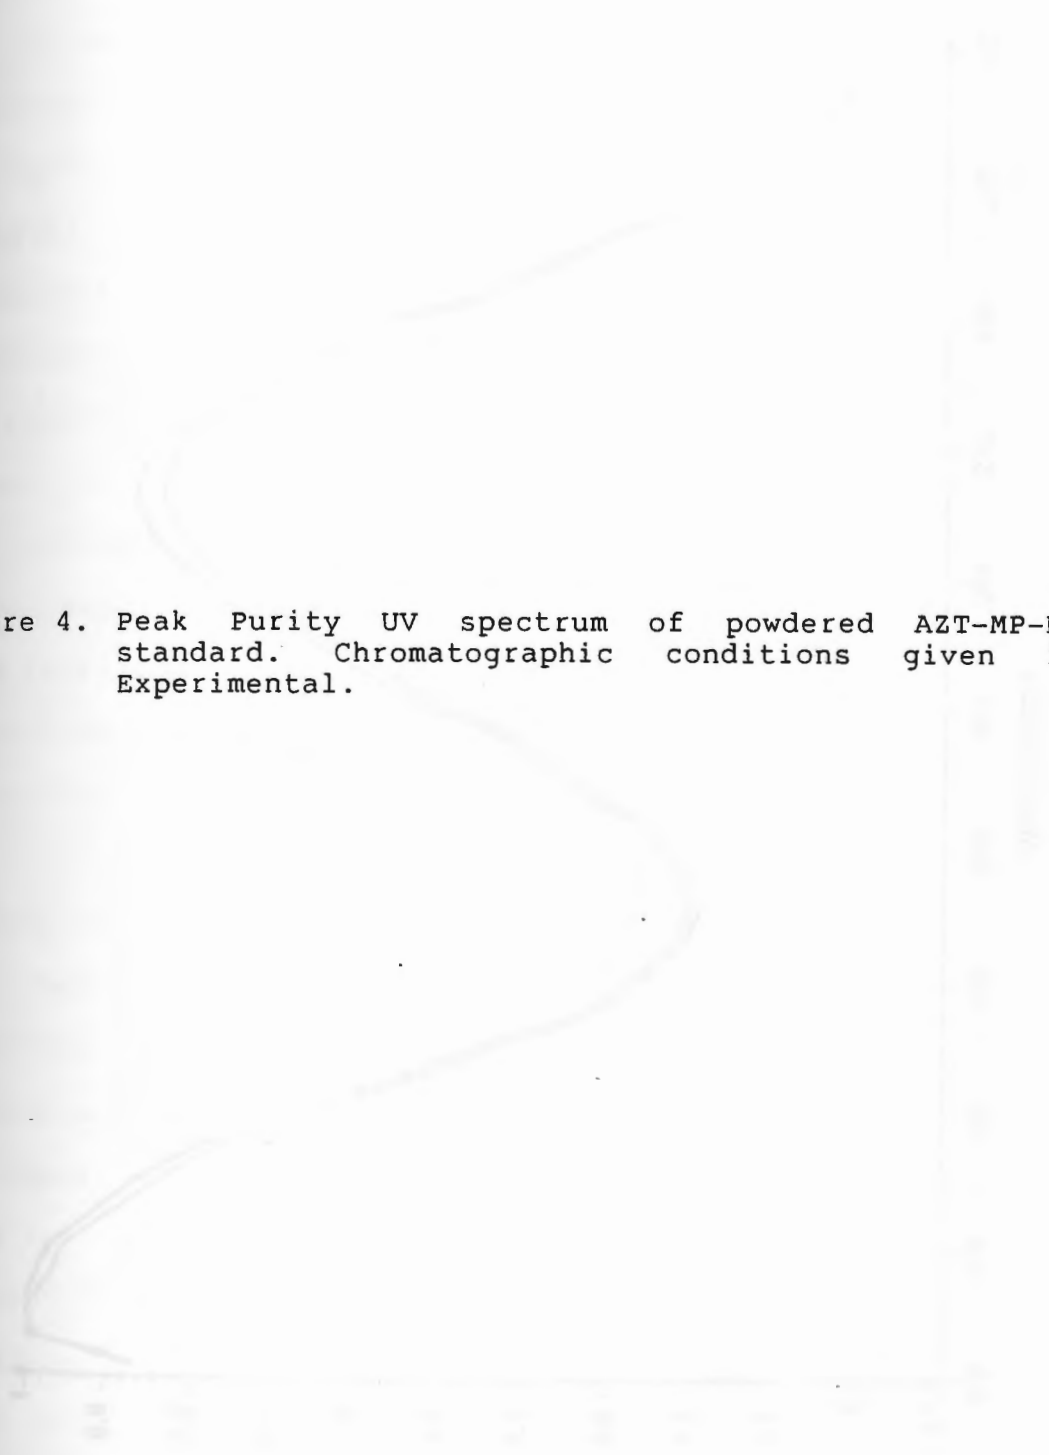 re 4. Peak Purity UV spectrum of powdered AZT-MP-
standard. Chromatographic conditions given
Experimental.